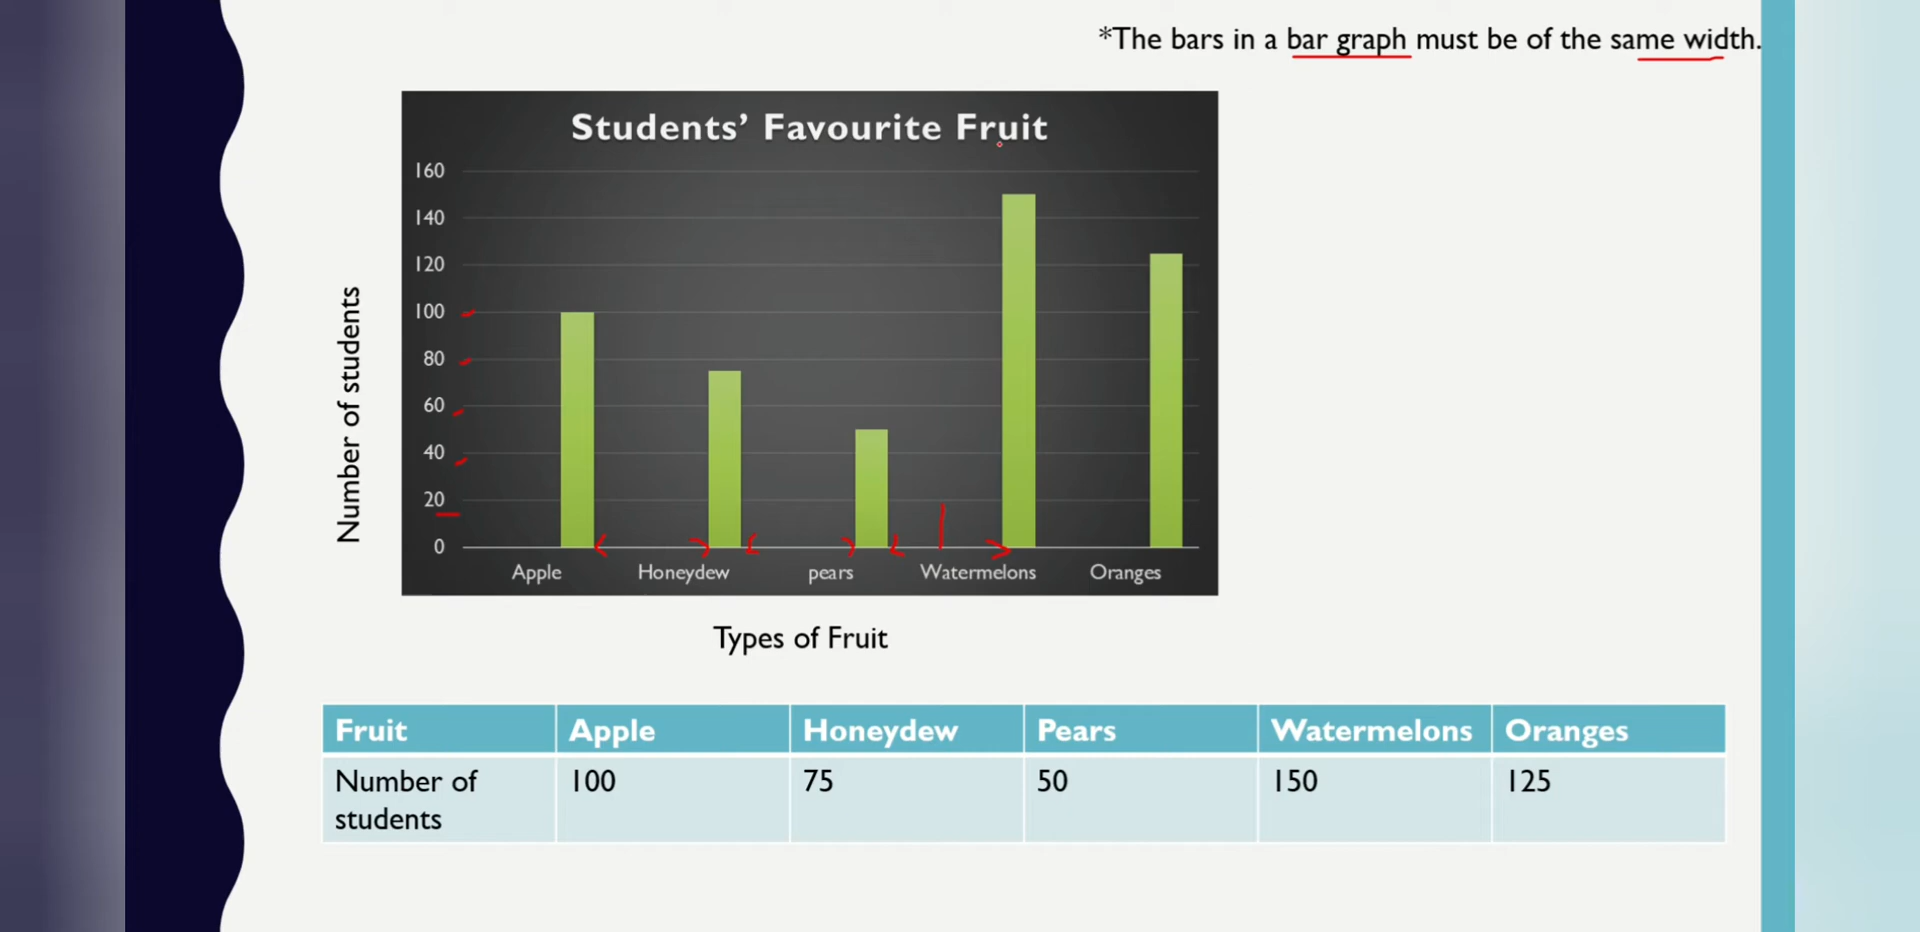 *The bars in a bar graph must be of the same width.
Students’ Favourite Fruit
160
140
120
100
80
60
40
20
0
Number of students
Apple Honeydew pears Watermelons Oranges
Types of Fruit
Fruit Apple Honeydew Pears Watermelons Oranges
Number of 100 75 50 150 125
students